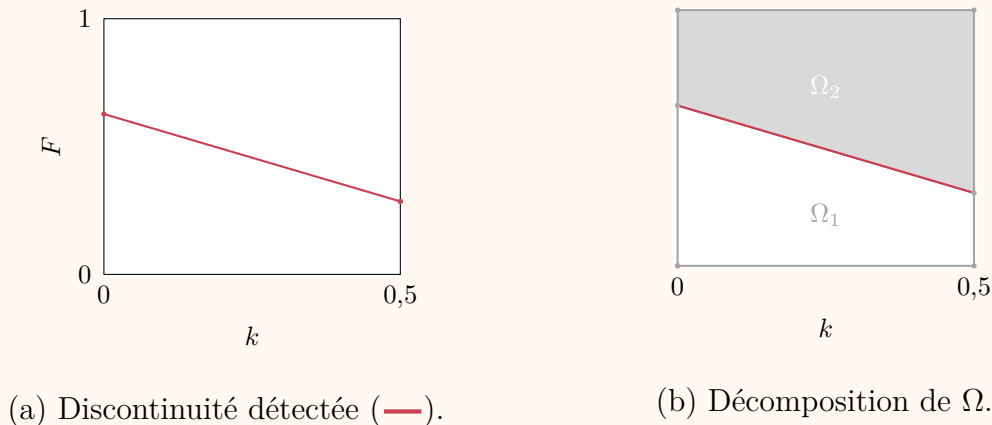 1
F
0
0
0,5
k
(a) Discontinuité détectée (—).
Ω₂
Ω₁
0
0,5
k
(b) Décomposition de Ω.